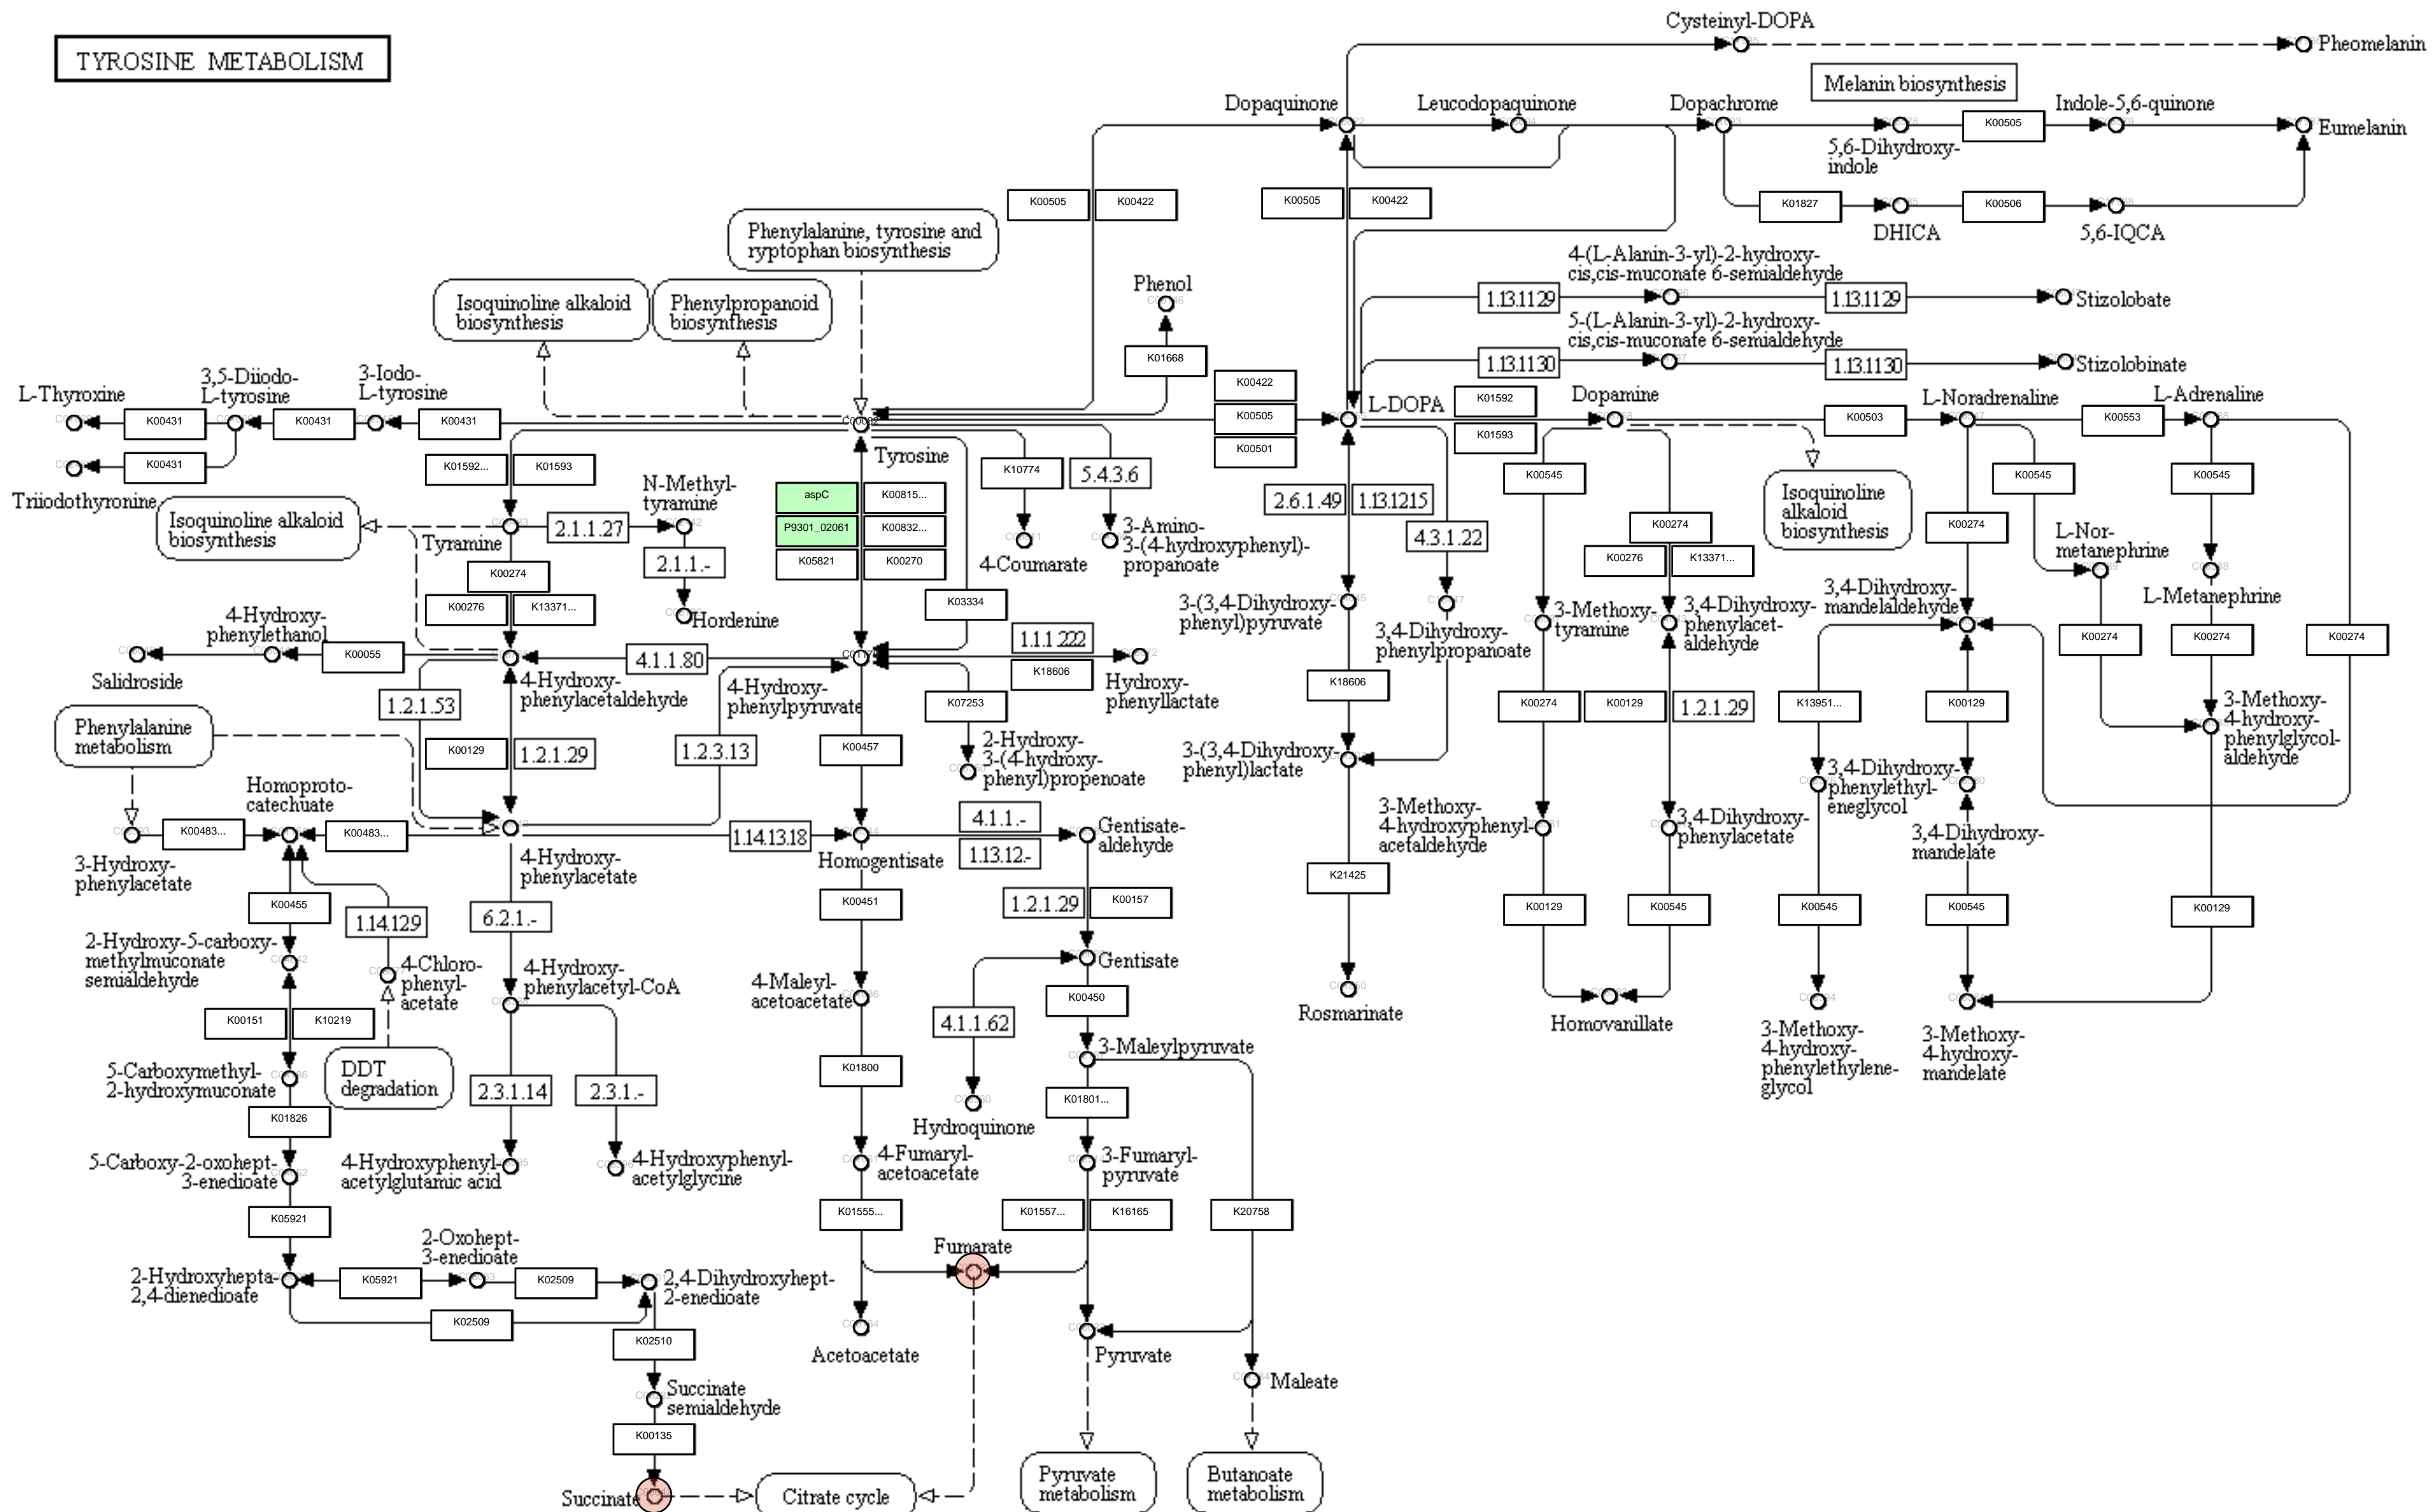 Cysteinyl-DOPA
Pheomelanin
TYROSINE METABOLISM
Melanin biosynthesis
Dopaquinone
Leucodopaquinone
Dopachrome
Indole-5,6-quinone
K00505
Eumelanin
5,6-Dihydroxy-
indole
K00505
K00422
K00505
K00422
K01827
K00506
DHICA
5,6-IQCA
Phenylalanine, tyrosine and
ryptophan biosynthesis
4-(L-Alanin-3-yl)-2-hydroxy-
cis,cis-muconate 6-semialdehyde
Phenol
Isoquinoline alkaloid
biosynthesis
Phenylpropanoid
biosynthesis
1.13.1129
1.13.1129
Stizolobate
5-(L-Alanin-3-yl)-2-hydroxy-
cis,cis-muconate 6-semialdehyde
K01668
1.13.1130
1.13.1130
Stizolobinate
L-Thyroxine
3,5-Diiodo-
L-tyrosine
3-Iodo-
L-tyrosine
K00422
L-DOPA
K01592
Dopamine
L-Noradrenaline
L-Adrenaline
K00431
K00431
K00431
K00505
K00503
K00553
K01593
K00501
K00431
Triiodothyronine
K01592...
K01593
Tyrosine
K10774
5.4.3.6
K00545
K00545
K00545
N-Methyl-
tyramine
aspC
K00815...
2.6.1.49
1.13.1215
Isoquinoline
alkaloid
biosynthesis
Isoquinoline alkaloid
biosynthesis
Tyramine
2.1.1.27
P9301_02061
K00832...
3-Amino-
3-(4-hydroxyphenyl)-
propanoate
4.3.1.22
K00274
K00274
L-Nor-
metanephrine
2.1.1.-
K05821
K00270
4-Coumarate
K00276
K13371...
K00274
K00276
K13371...
Hordenine
K03334
3-(3,4-Dihydroxy-
phenyl)pyruvate
3-Methoxy-
tyramine
3,4-Dihydroxy-
phenylacet-
aldehyde
3,4-Dihydroxy-
mandelaldehyde
L-Metanephrine
4-Hydroxy-
phenylethanol
K00055
4.1.1.80
1.1.1.222
K18606
3,4-Dihydroxy-
phenylpropanoate
K00274
K00274
K00274
Salidroside
4-Hydroxy-
phenylacetaldehyde
4-Hydroxy-
phenylpyruvate
Hydroxy-
phenyllactate
K18606
1.2.1.53
K07253
K00274
K00129
1.2.1.29
K13951...
K00129
3-Methoxy-
4-hydroxy-
phenylglycol-
aldehyde
Phenylalanine
metabolism
K00129
1.2.1.29
1.2.3.13
K00457
2-Hydroxy-
3-(4-hydroxy-
phenyl)propenoate
3-(3,4-Dihydroxy-
phenyl)lactate
3,4-Dihydroxy-
phenylethyl-
eneglycol
Homoproto-
catechuate
3-Methoxy-
4-hydroxyphenyl-
acetaldehyde
3,4-Dihydroxy-
phenylacetate
3,4-Dihydroxy-
mandelate
K00483...
K00483...
1.14.13.18
4.1.1.-
1.13.12.-
Gentisate-
aldehyde
3-Hydroxy-
phenylacetate
4-Hydroxy-
phenylacetate
Homogentisate
K21425
K00455
1.14.129
6.2.1.-
K00451
1.2.1.29
K00157
K00129
K00545
K00545
K00545
K00129
2-Hydroxy-5-carboxy-
methylmuconate
semialdehyde
4-Chloro-
phenyl-
acetate
4-Hydroxy-
phenylacetyl-CoA
4-Maleyl-
acetoacetate
Gentisate
K00450
Rosmarinate
Homovanillate
K00151
K10219
4.1.1.62
3-Methoxy-
4-hydroxy-
phenylethylene-
glycol
3-Methoxy-
4-hydroxy-
mandelate
3-Maleylpyruvate
DDT
degradation
5-Carboxymethyl-
2-hydroxymuconate
2.3.1.14
2.3.1.-
K01800
K01801...
K01826
Hydroquinone
5-Carboxy-2-oxohept-
3-enedioate
4-Hydroxyphenyl-
acetylglutamic acid
4-Hydroxyphenyl-
acetylglycine
4-Fumaryl-
acetoacetate
3-Fumaryl-
pyruvate
K05921
K01555...
K01557...
K16165
K20758
2-Oxohept-
3-enedioate
Fumarate
2-Hydroxyhepta-
2,4-dienedioate
K05921
K02509
2,4-Dihydroxyhept-
2-enedioate
K02509
K02510
Acetoacetate
Pyruvate
Maleate
Succinate
semialdehyde
K00135
Pyruvate
metabolism
Butanoate
metabolism
Succinate
Citrate cycle